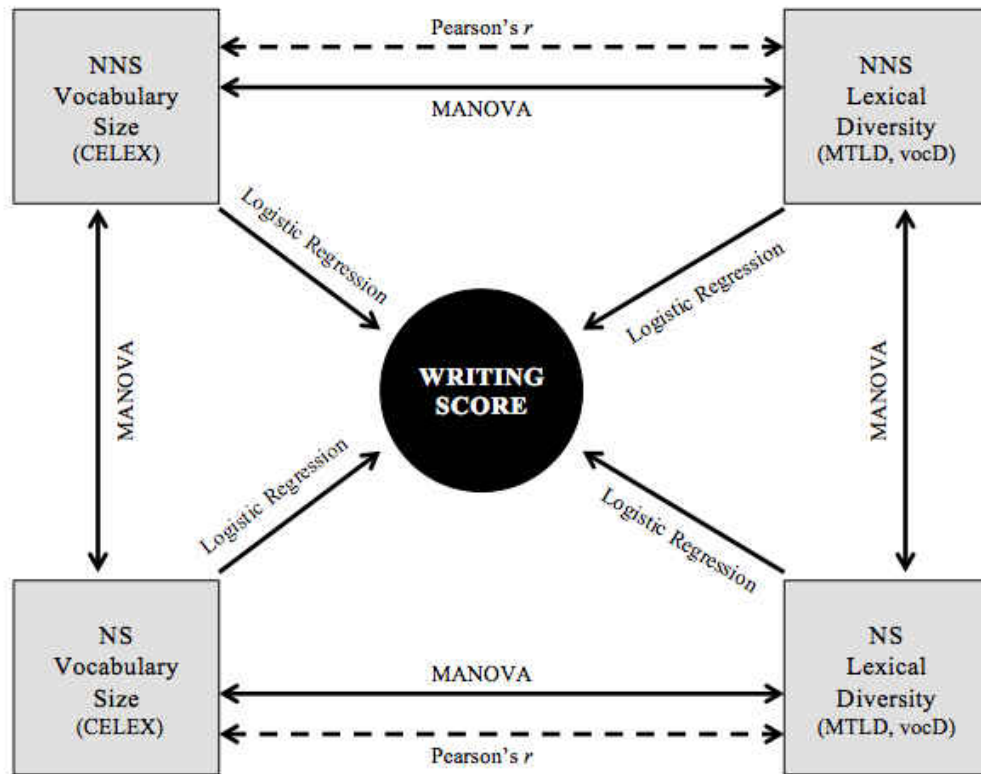 Pearson's r
NNS
Vocabulary
Size
(CELEX)
MANOVA
NNS
Lexical
Diversity
(MTLD, vocD)
Logistic Regression
Logistic Regression
MANOVA
WRITING
SCORE
MANOVA
Logistic Regression
Logistic Regression
NS
Vocabulary
Size
(CELEX)
MANOVA
Pearson's r
NS
Lexical
Diversity
(MTLD, vocD)